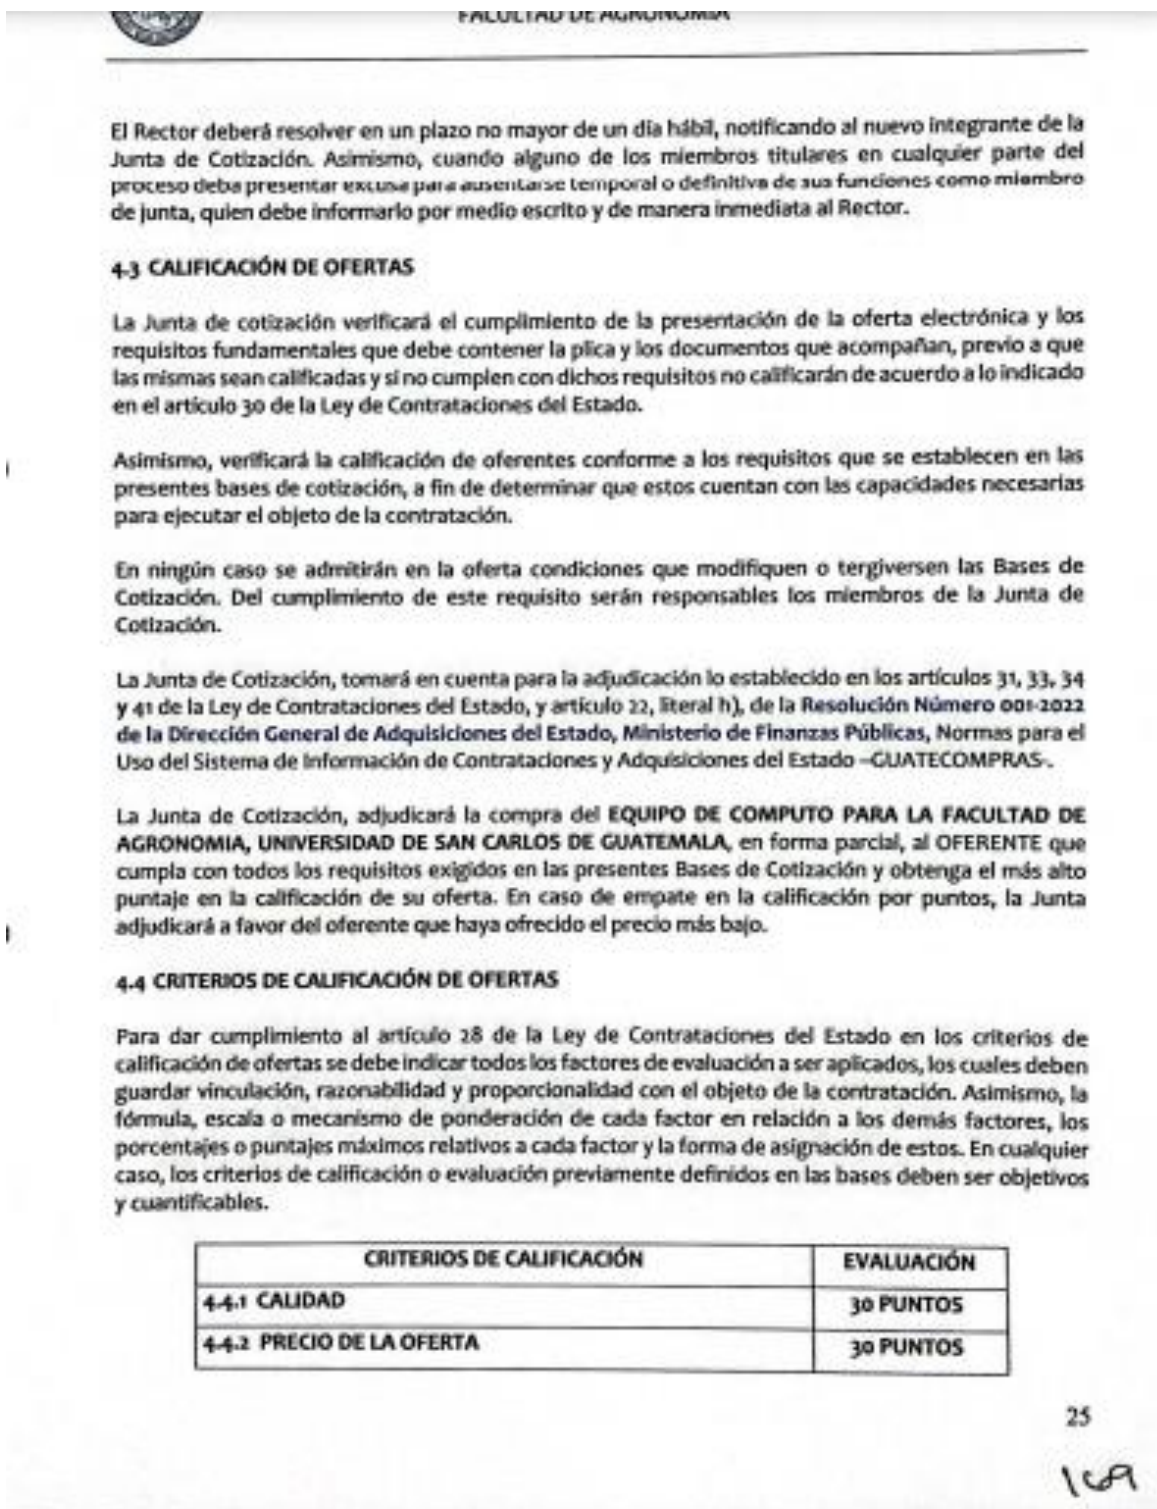 FACULTAD DE AGRONOMIA
El Rector deberá resolver en un plazo no mayor de un día hábil, notificando al nuevo integrante de la
Junta de Cotización. Asimismo, cuando alguno de los miembros titulares en cualquier parte del
proceso deba presentar excusa para ausentarse temporal o definitiva de sus funciones como miembro
de junta, quien debe informarlo por medio escrito y de manera inmediata al Rector.
4.3 CALIFICACIÓN DE OFERTAS
La Junta de cotización verificará el cumplimiento de la presentación de la oferta electrónica y los
requisitos fundamentales que debe contener la plica y los documentos que acompañan, previo a que
las mismas sean calificadas y si no cumplen con dichos requisitos no calificarán de acuerdo a lo indicado
en el artículo 30 de la Ley de Contrataciones del Estado.
Asimismo, verificará la calificación de oferentes conforme a los requisitos que se establecen en las
presentes bases de cotización, a fin de determinar que estos cuentan con las capacidades necesarias
para ejecutar el objeto de la contratación.
En ningún caso se admitirán en la oferta condiciones que modifiquen o tergiversen las Bases de
Cotización. Del cumplimiento de este requisito serán responsables los miembros de la Junta de
Cotización.
La Junta de Cotización, tomará en cuenta para la adjudicación lo establecido en los artículos 31, 33, 34
y 41 de la Ley de Contrataciones del Estado, y artículo 22, literal h), de la Resolución Número 001-2022
de la Dirección General de Adquisiciones del Estado, Ministerio de Finanzas Públicas, Normas para el
Uso del Sistema de Información de Contrataciones y Adquisiciones del Estado –GUATECOMPRAS-.
La Junta de Cotización, adjudicará la compra del EQUIPO DE COMPUTO PARA LA FACULTAD DE
AGRONOMIA, UNIVERSIDAD DE SAN CARLOS DE GUATEMALA, en forma parcial, al OFERENTE que
cumpla con todos los requisitos exigidos en las presentes Bases de Cotización y obtenga el más alto
puntaje en la calificación de su oferta. En caso de empate en la calificación por puntos, la Junta
adjudicará a favor del oferente que haya ofrecido el precio más bajo.
4.4 CRITERIOS DE CALIFICACIÓN DE OFERTAS
Para dar cumplimiento al artículo 28 de la Ley de Contrataciones del Estado en los criterios de
calificación de ofertas se debe indicar todos los factores de evaluación a ser aplicados, los cuales deben
guardar vinculación, razonabilidad y proporcionalidad con el objeto de la contratación. Asimismo, la
fórmula, escala o mecanismo de ponderación de cada factor en relación a los demás factores, los
porcentajes o puntajes máximos relativos a cada factor y la forma de asignación de estos. En cualquier
caso, los criterios de calificación o evaluación previamente definidos en las bases deben ser objetivos
y cuantificables.
CRITERIOS DE CALIFICACIÓN EVALUACIÓN
4.4.1 CALIDAD 30 PUNTOS
4.4.2 PRECIO DE LA OFERTA 30 PUNTOS
25
169